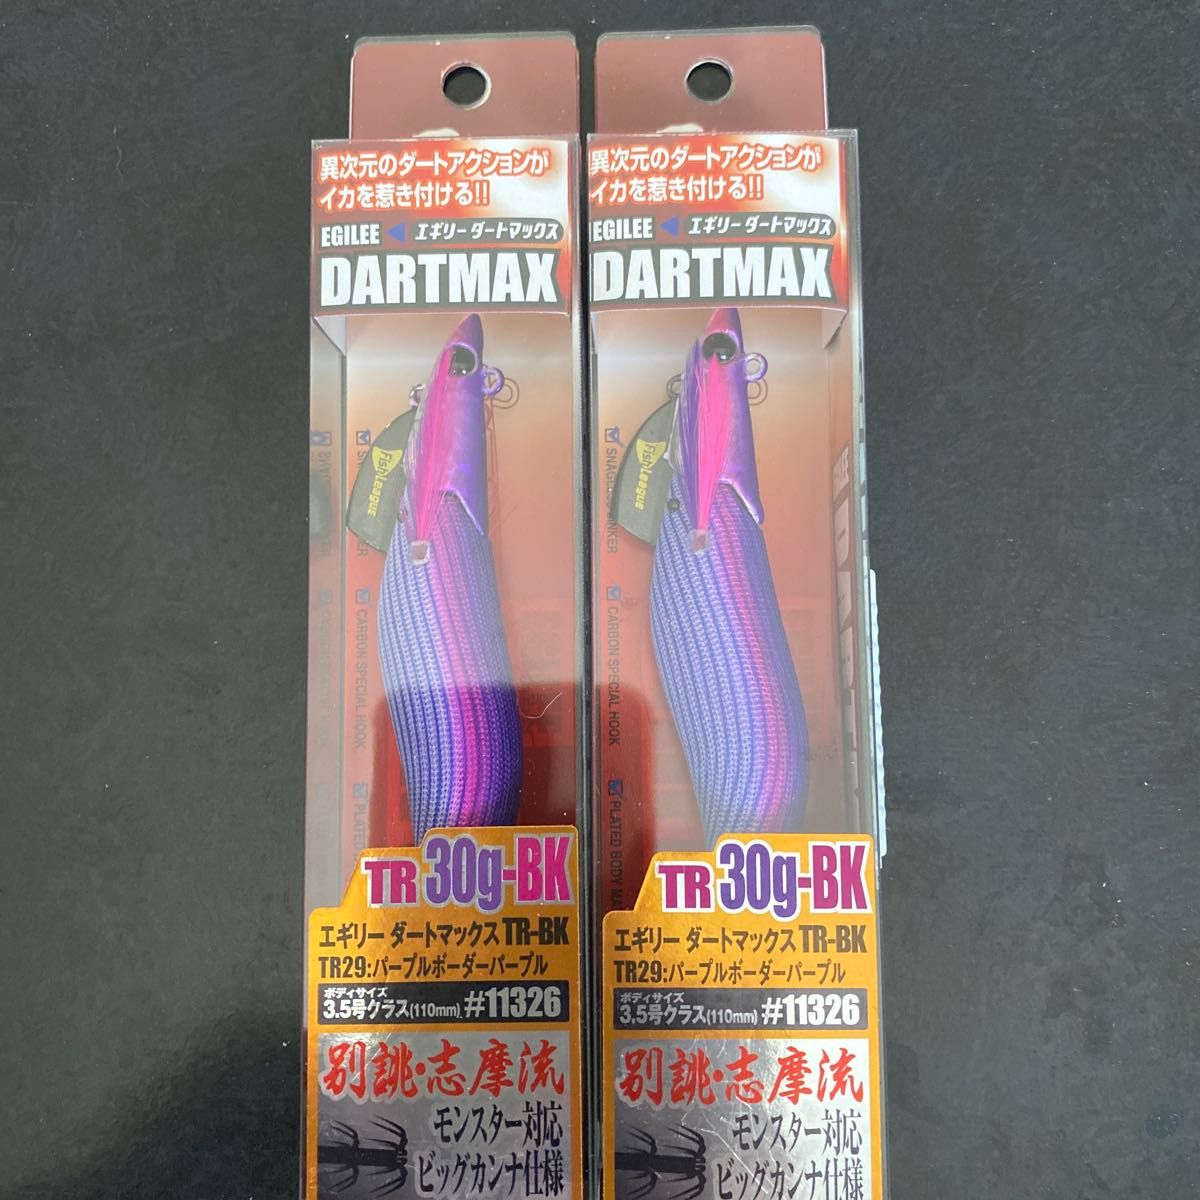 異次元のダートアクションが
イカを惹き付ける!!
EGILEE エギリー ダートマックス
DARTMAX
FishLeague
CARBON SPECIAL HOOK
TR 30g-BK
エギリー ダートマックス TR-BK
TR29:パープルボーダーパープル
ボディサイズ
3.5号クラス(110mm) #11326
別誂・志摩流
モンスター対応
ビッグカンナ仕様
異次元のダートアクションが
イカを惹き付ける!!
EGILEE エギリー ダートマックス
DARTMAX
FishLeague
CARBON SPECIAL HOOK
PLATED BODY
TR 30g-BK
エギリー ダートマックス TR-BK
TR29:パープルボーダーパープル
ボディサイズ
3.5号クラス(110mm) #11326
別誂・志摩流
モンスター対応
ビッグカンナ仕様